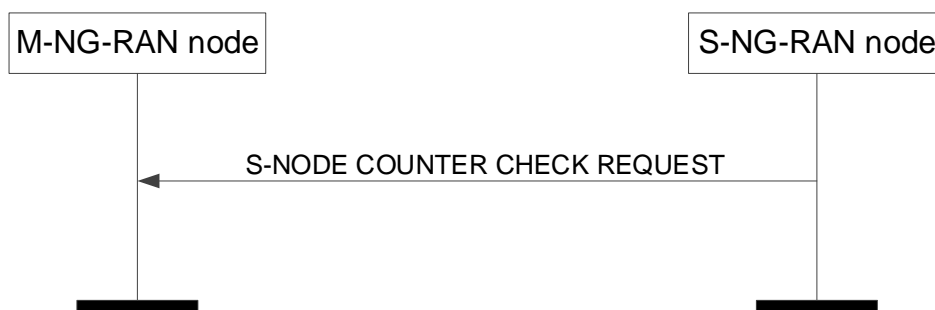 M-NG-RAN node
S-NG-RAN node
S-NODE COUNTER CHECK REQUEST